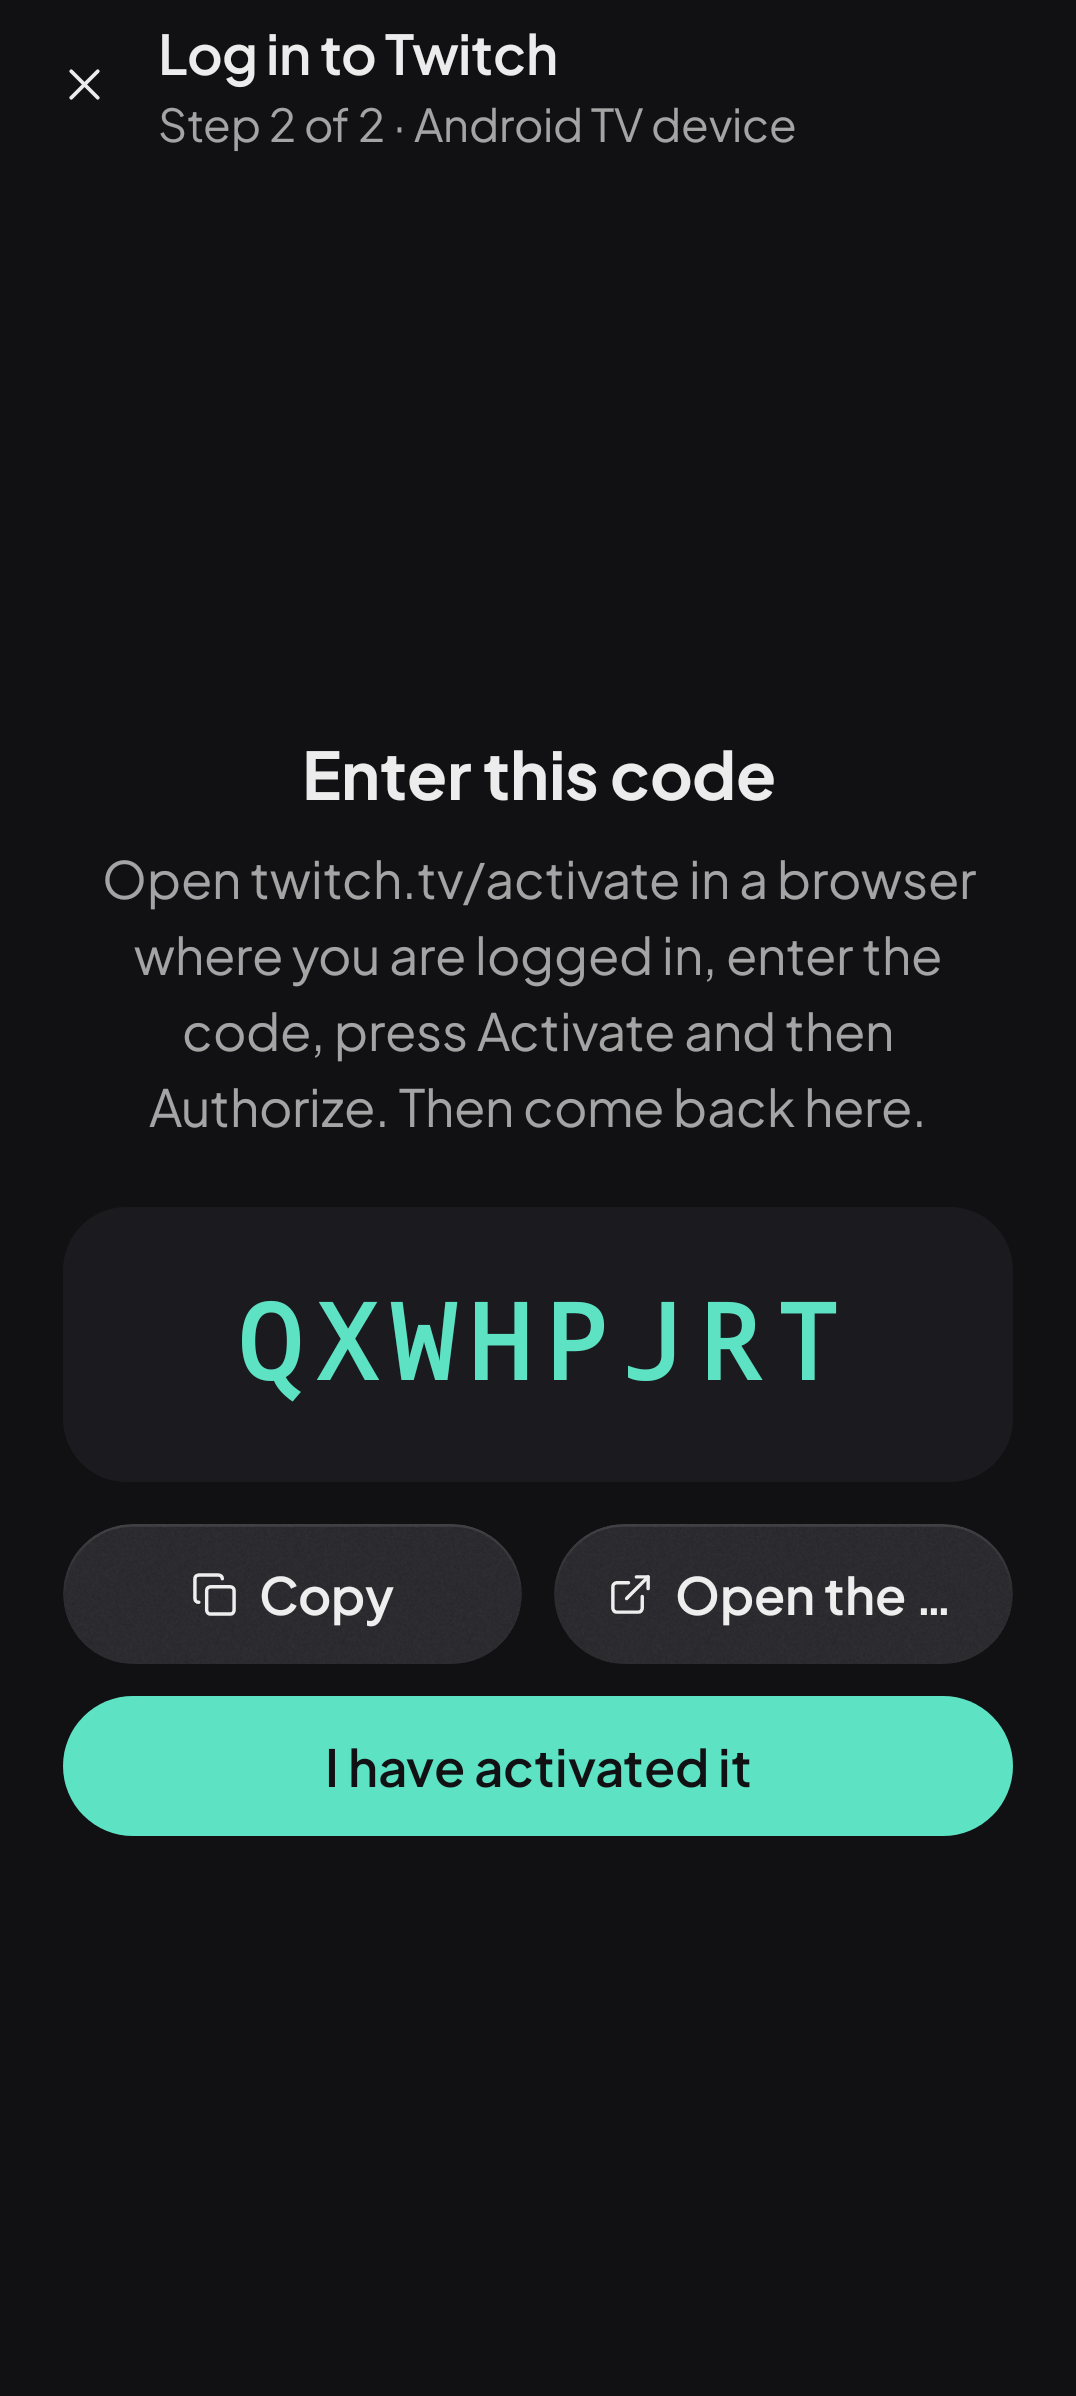 Log in to Twitch
Step 2 of 2 · Android TV device
Enter this code
Open twitch.tv/activate in a browser
where you are logged in, enter the
code, press Activate and then
Authorize. Then come back here.
QXWHPJRT
Copy
Open the ...
I have activated it